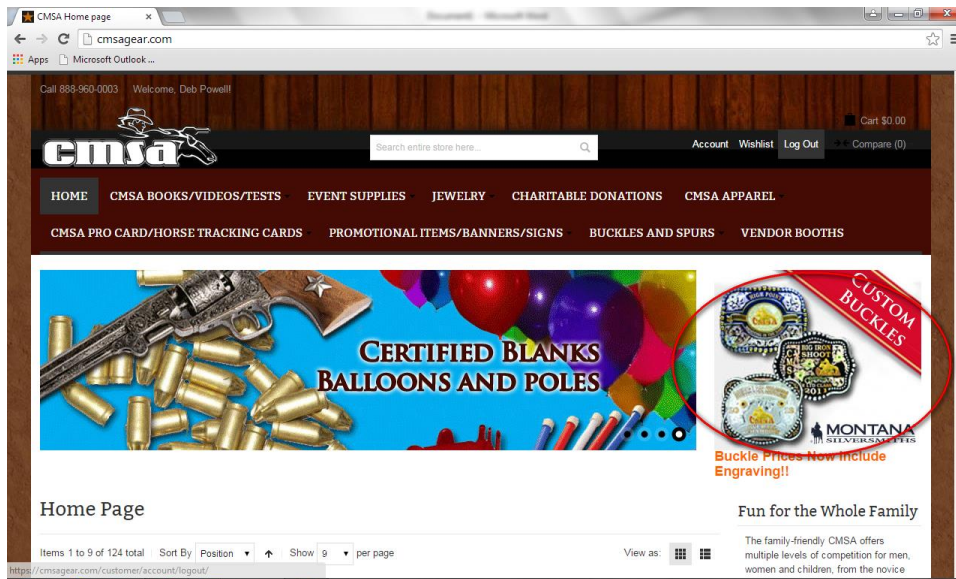 CMSA Home page
cmsagear.com
Apps Microsoft Outlook ...
Call 888-960-0003 Welcome, Deb Powell!
Cart $0.00
cmsa
Search entire store here...
Account Wishlist Log Out Compare (0)
HOME CMSA BOOKS/VIDEOS/TESTS EVENT SUPPLIES JEWELRY CHARITABLE DONATIONS CMSA APPAREL
CMSA PRO CARD/HORSE TRACKING CARDS PROMOTIONAL ITEMS/BANNERS/SIGNS BUCKLES AND SPURS VENDOR BOOTHS
CERTIFIED BLANKS
BALLOONS AND POLES
CUSTOM
BUCKLES
HIGH POINT
CMSA
BIG IRON
SHOOT
MONTANA
SILVERSMITHS
Buckle Prices Now Include
Engraving!!
Home Page
Fun for the Whole Family
Items 1 to 9 of 124 total Sort By Position Show 9 per page View as:
The family-friendly CMSA offers
multiple levels of competition for men,
women and children, from the novice
https://cmsagear.com/customer/account/logout/